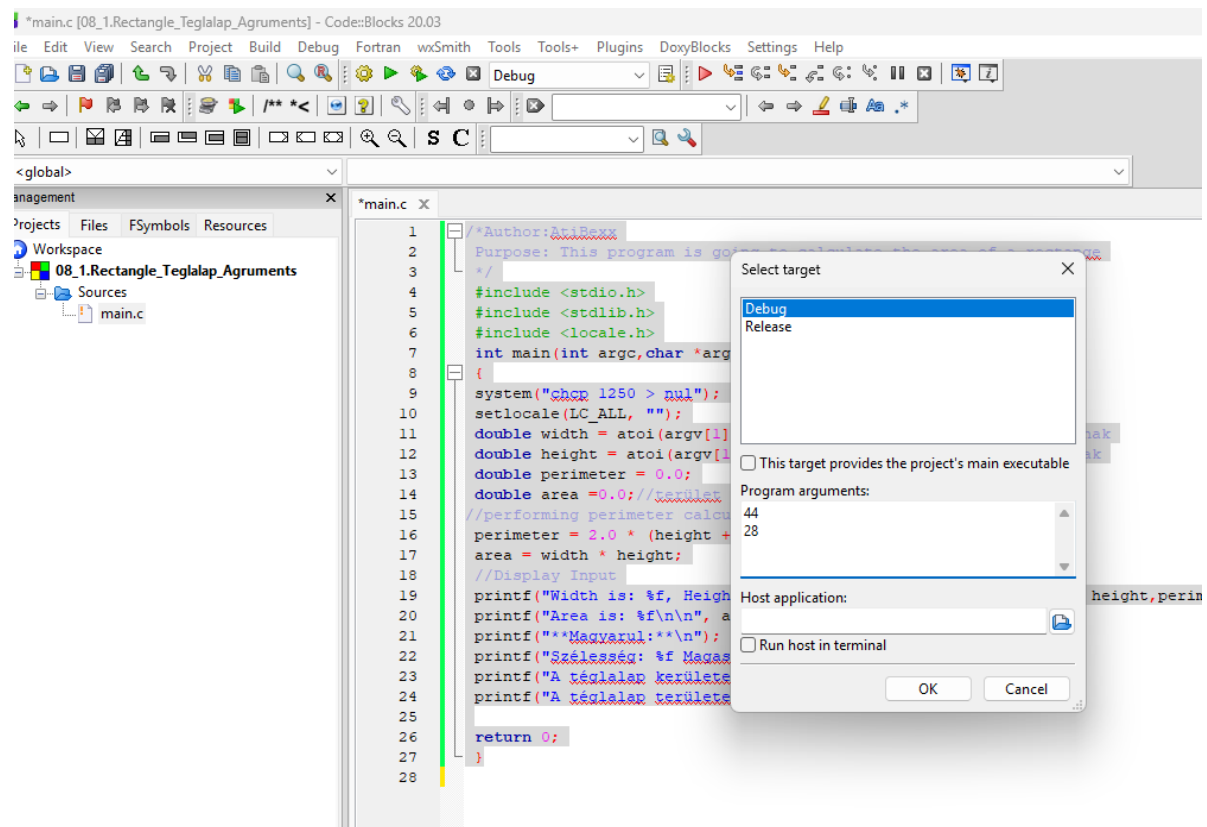 *main.c [08_1.Rectangle_Teglalap_Agruments] - Code::Blocks 20.03
ile Edit View Search Project Build Debug Fortran wxSmith Tools Tools+ Plugins DoxyBlocks Settings Help
Debug
/** *<
S C
<global>
anagement
Projects Files FSymbols Resources
Workspace
08_1.Rectangle_Teglalap_Agruments
Sources
main.c
*main.c
1 /*Author:AtiBexx
2 Purpose: This program is going to calculate the area of a rectange
3 */
4 #include <stdio.h>
5 #include <stdlib.h>
6 #include <locale.h>
7 int main(int argc,char *arg
8 {
9 system("chcp 1250 > nul");
10 setlocale(LC_ALL, "");
11 double width = atoi(argv[1] nak
12 double height = atoi(argv[1 ak
13 double perimeter = 0.0;
14 double area =0.0;//terület
15 //performing perimeter calcu
16 perimeter = 2.0 * (height +
17 area = width * height;
18 //Display Input
19 printf("Width is: %f, Heigh height,perim
20 printf("Area is: %f\n\n", a
21 printf("**Magyarul:**\n");
22 printf("Szélesség: %f Magas
23 printf("A téglalap kerülete
24 printf("A téglalap területe
25
26 return 0;
27 }
28
Select target
Debug
Release
This target provides the project's main executable
Program arguments:
44
28
Host application:
Run host in terminal
OK Cancel